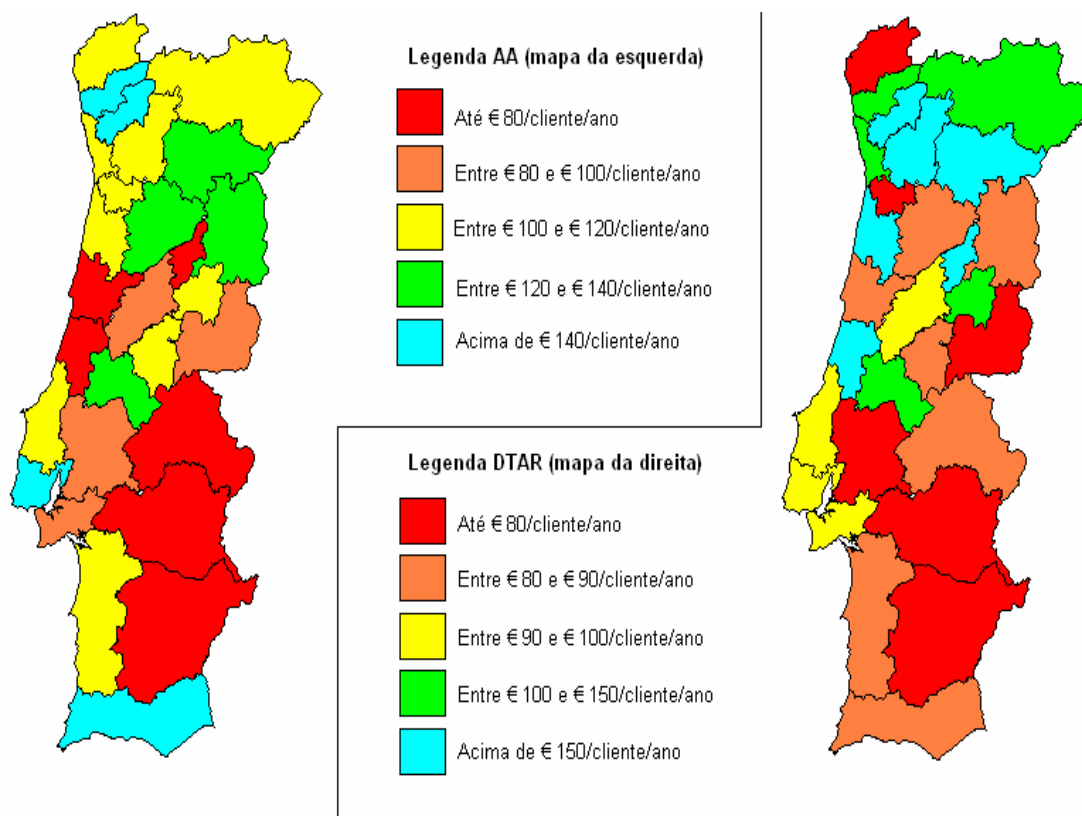 Legenda AA (mapa da esquerda)
Até € 80/cliente/ano
Entre € 80 e € 100/cliente/ano
Entre € 100 e € 120/cliente/ano
Entre € 120 e € 140/cliente/ano
Acima de € 140/cliente/ano
Legenda DTAR (mapa da direita)
Até € 80/cliente/ano
Entre € 80 e € 90/cliente/ano
Entre € 90 e € 100/cliente/ano
Entre € 100 e € 150/cliente/ano
Acima de € 150/cliente/ano